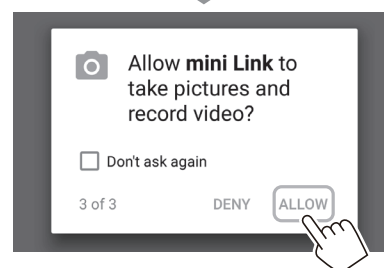 Allow mini Link to
take pictures and
record video?
Don't ask again
3 of 3 DENY ALLOW